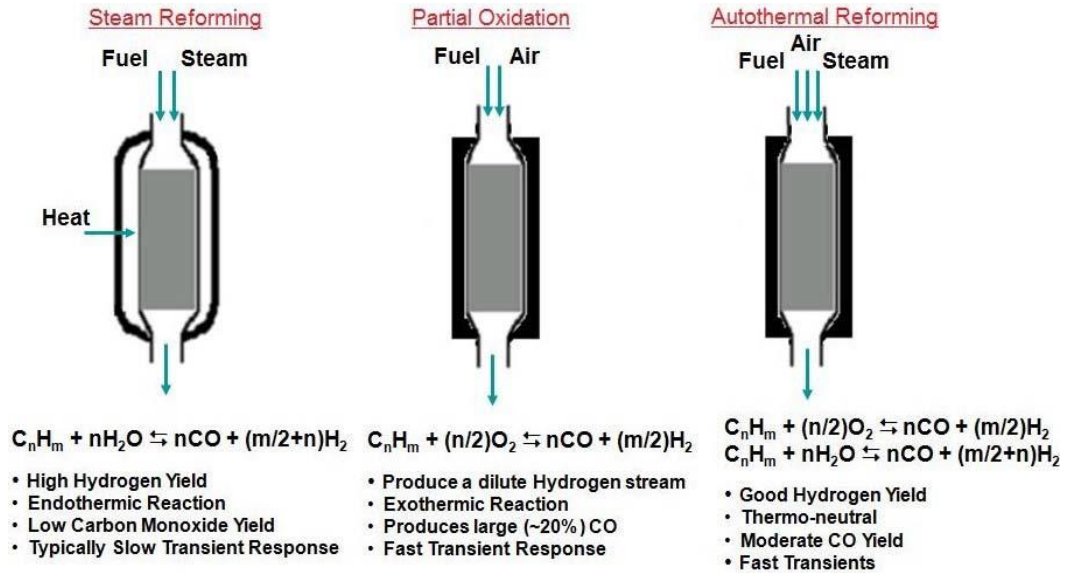 Steam Reforming
Fuel Steam
Heat
CₙHₘ + nH₂O ⇆ nCO + (m/2+n)H₂
• High Hydrogen Yield
• Endothermic Reaction
• Low Carbon Monoxide Yield
• Typically Slow Transient Response
Partial Oxidation
Fuel Air
CₙHₘ + (n/2)O₂ ⇆ nCO + (m/2)H₂
• Produce a dilute Hydrogen stream
• Exothermic Reaction
• Produces large (~20%) CO
• Fast Transient Response
Autothermal Reforming
Air
Fuel Steam
CₙHₘ + (n/2)O₂ ⇆ nCO + (m/2)H₂
CₙHₘ + nH₂O ⇆ nCO + (m/2+n)H₂
• Good Hydrogen Yield
• Thermo-neutral
• Moderate CO Yield
• Fast Transients